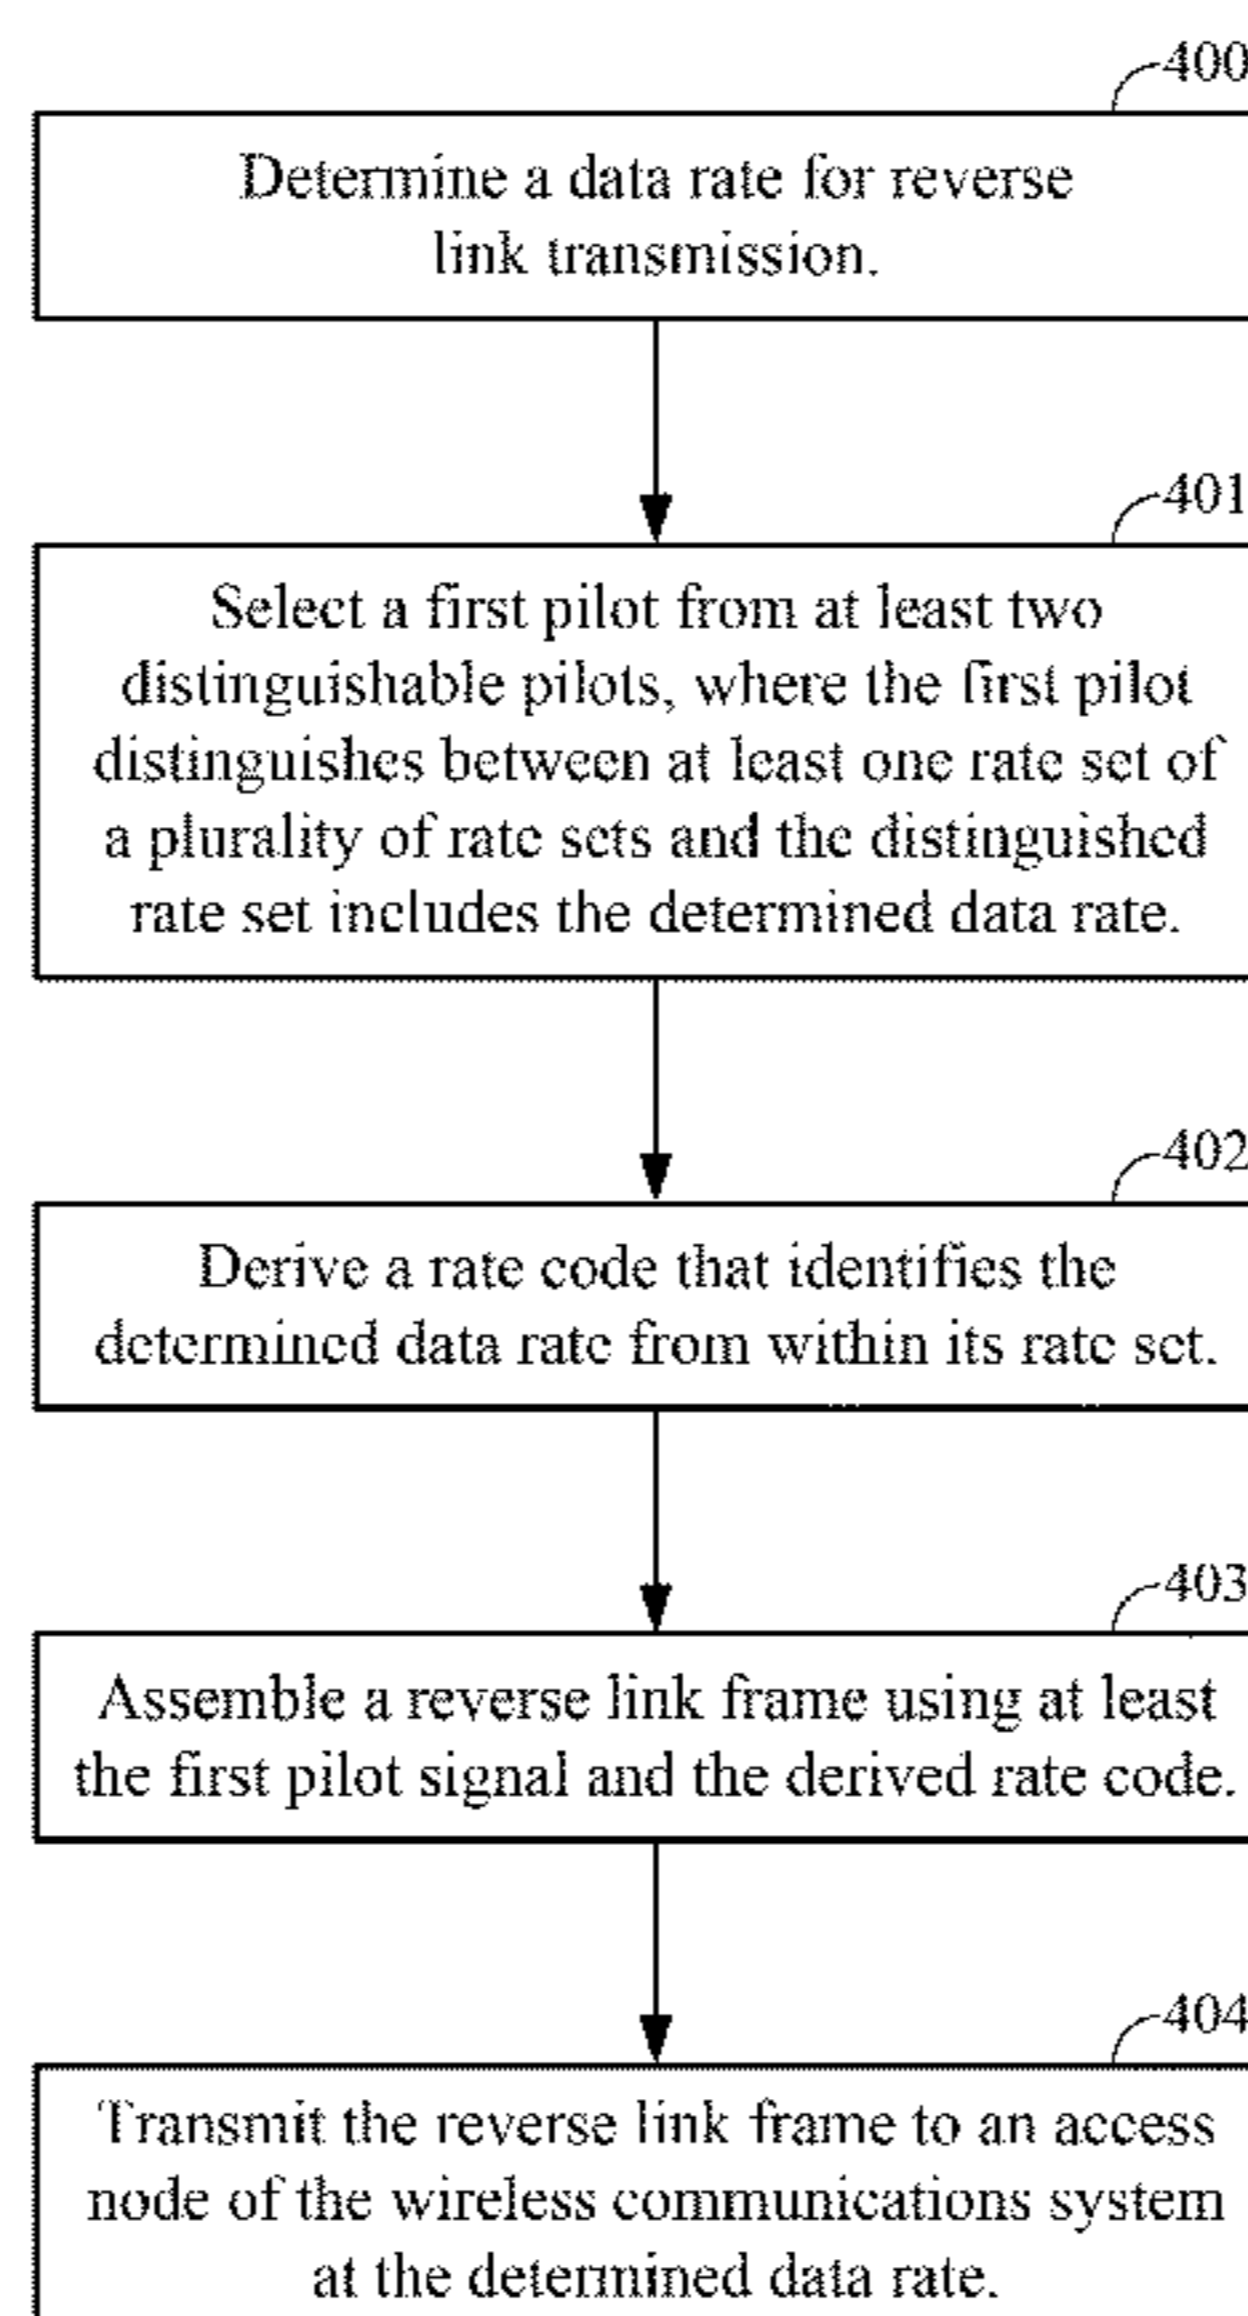 400
Determine a data rate for reverse
link transmission.
401
Select a first pilot from at least two
distinguishable pilots, where the first pilot
distinguishes between at least one rate set of
a plurality of rate sets and the distinguished
rate set includes the determined data rate.
402
Derive a rate code that identifies the
determined data rate from within its rate set.
403
Assemble a reverse link frame using at least
the first pilot signal and the derived rate code.
404
Transmit the reverse link frame to an access
node of the wireless communications system
at the determined data rate.